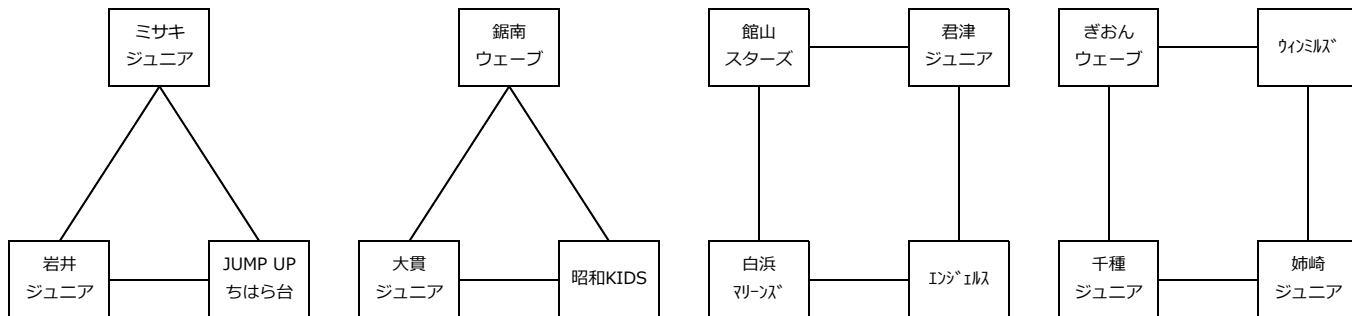 ミサキ
ジュニア
鋸南
ウェーブ
館山
スターズ
君津
ジュニア
ぎおん
ウェーブ
ｳｨﾝﾐﾙｽﾞ
岩井
ジュニア
JUMP UP
ちはら台
大貫
ジュニア
昭和KIDS
白浜
ﾏﾘｰﾝｽﾞ
ｴﾝｼﾞｪﾙｽ
千種
ジュニア
姉崎
ジュニア